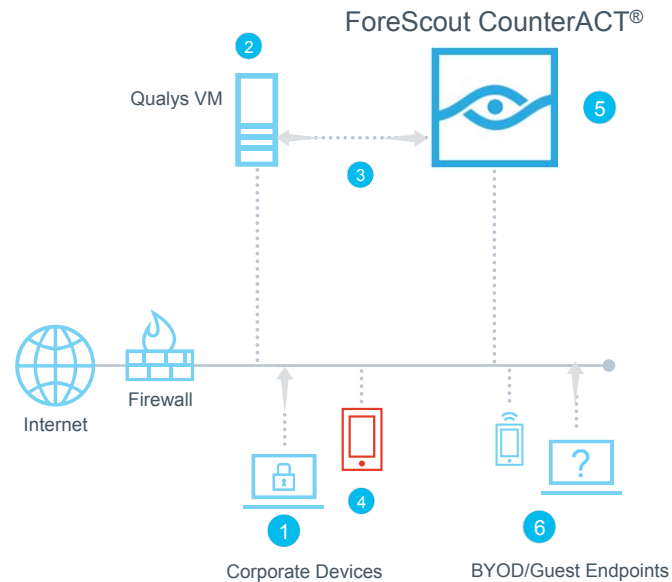 ForeScout CounterACT®
2
Qualys VM
5
3
Internet
Firewall
?
1
4
6
Corporate Devices
BYOD/Guest Endpoints